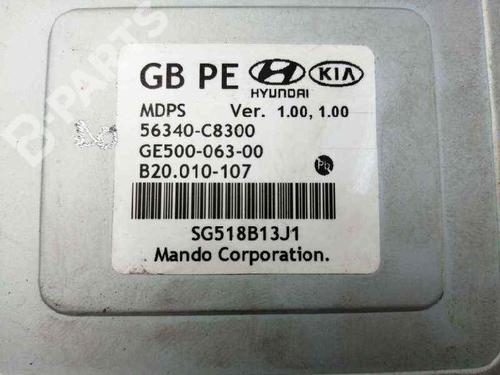 GB PE HYUNDAI KIA
MDPS Ver. 1.00, 1.00
56340-C8300
GE500-063-00
B20.010-107 Pb
SG518B13J1
Mando Corporation.
B-PARTS